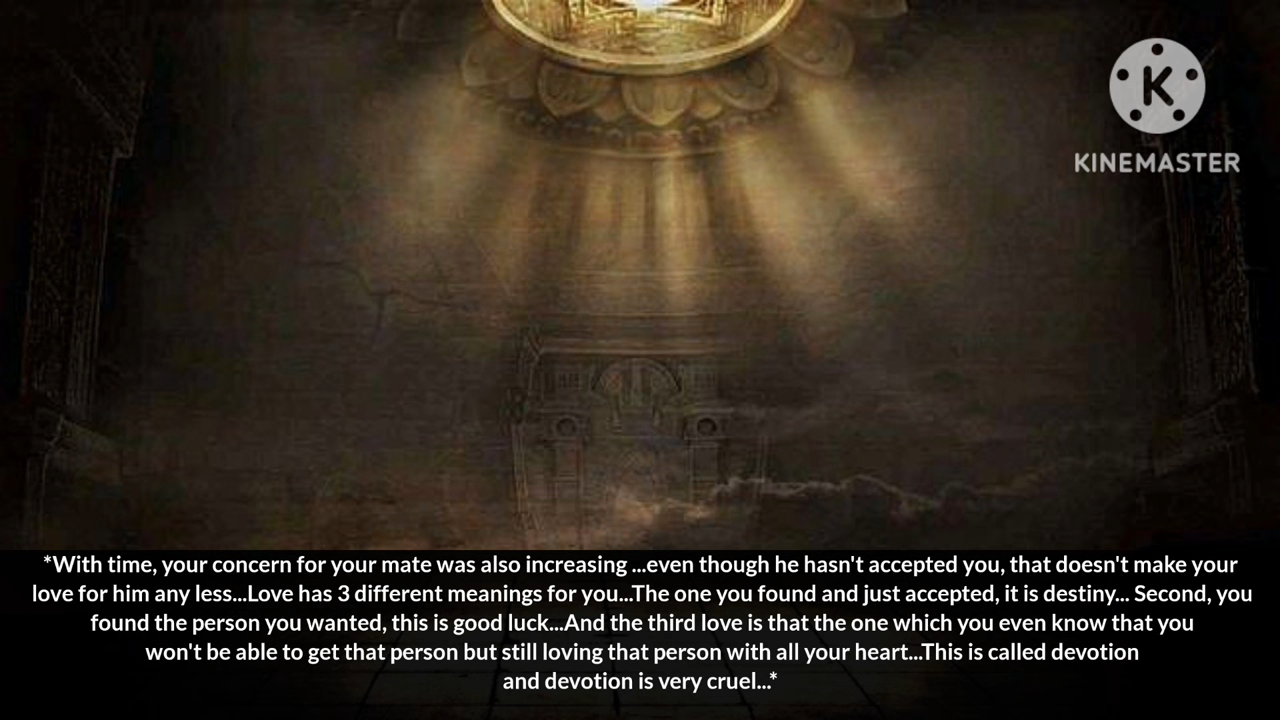 K
KINEMASTER
*With time, your concern for your mate was also increasing ...even though he hasn't accepted you, that doesn't make your
love for him any less...Love has 3 different meanings for you...The one you found and just accepted, it is destiny... Second, you
found the person you wanted, this is good luck...And the third love is that the one which you even know that you
won't be able to get that person but still loving that person with all your heart...This is called devotion
and devotion is very cruel...*